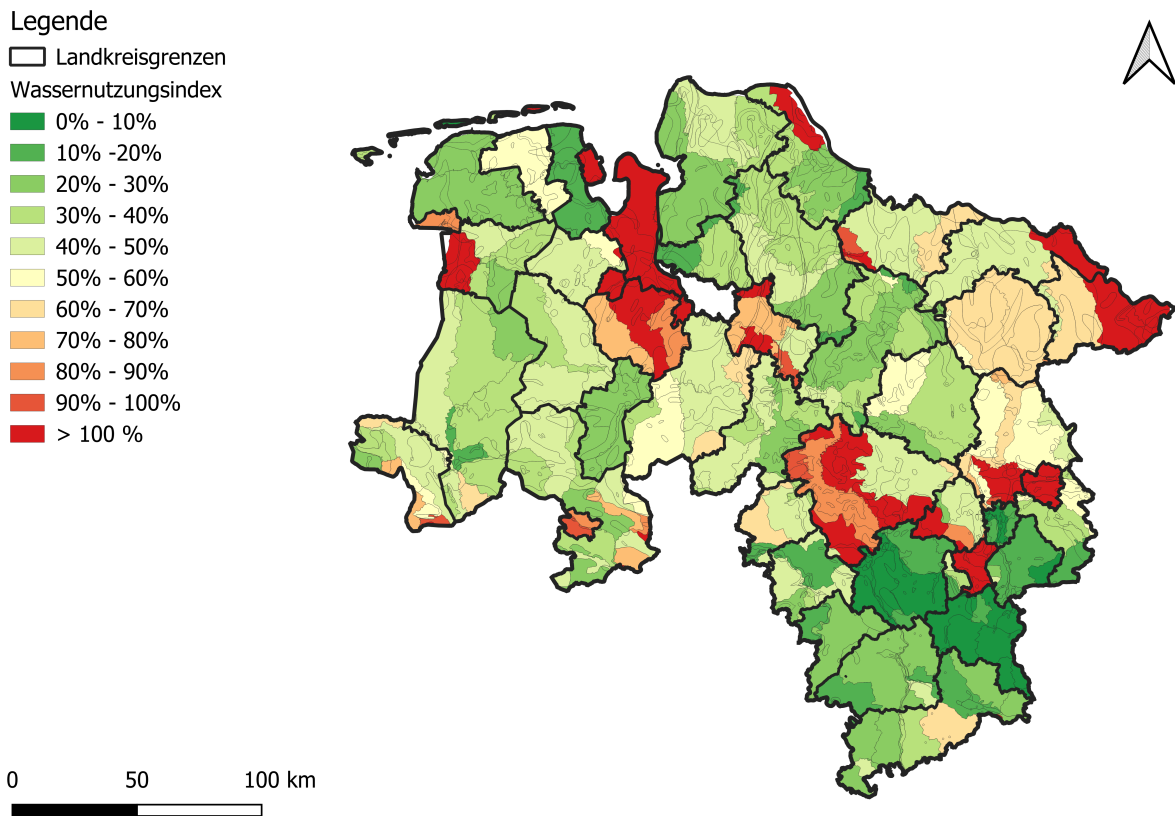 Legende
Landkreisgrenzen
Wassernutzungsindex
0% - 10%
10% -20%
20% - 30%
30% - 40%
40% - 50%
50% - 60%
60% - 70%
70% - 80%
80% - 90%
90% - 100%
> 100 %
0 50 100 km